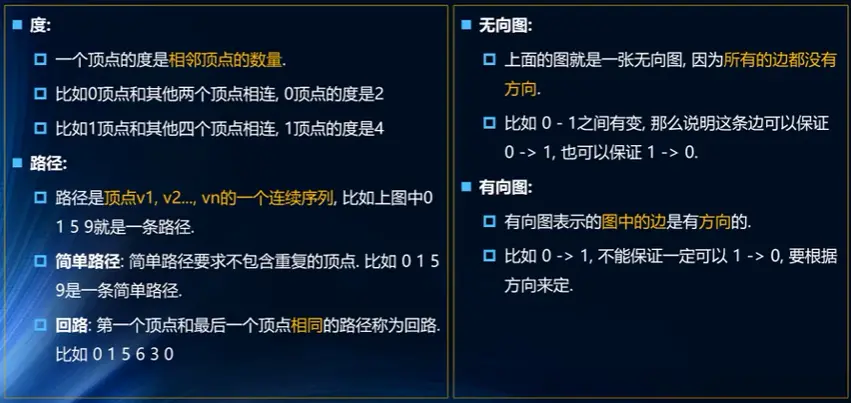 度:
一个顶点的度是相邻顶点的数量.
比如0顶点和其他两个顶点相连, 0顶点的度是2
比如1顶点和其他四个顶点相连, 1顶点的度是4
路径:
路径是顶点v1, v2..., vn的一个连续序列, 比如上图中0
1 5 9就是一条路径.
简单路径: 简单路径要求不包含重复的顶点. 比如 0 1 5
9是一条简单路径.
回路: 第一个顶点和最后一个顶点相同的路径称为回路.
比如 0 1 5 6 3 0
无向图:
上面的图就是一张无向图, 因为所有的边都没有
方向.
比如 0 - 1之间有变, 那么说明这条边可以保证
0 -> 1, 也可以保证 1 -> 0.
有向图:
有向图表示的图中的边是有方向的.
比如 0 -> 1, 不能保证一定可以 1 -> 0, 要根据
方向来定.